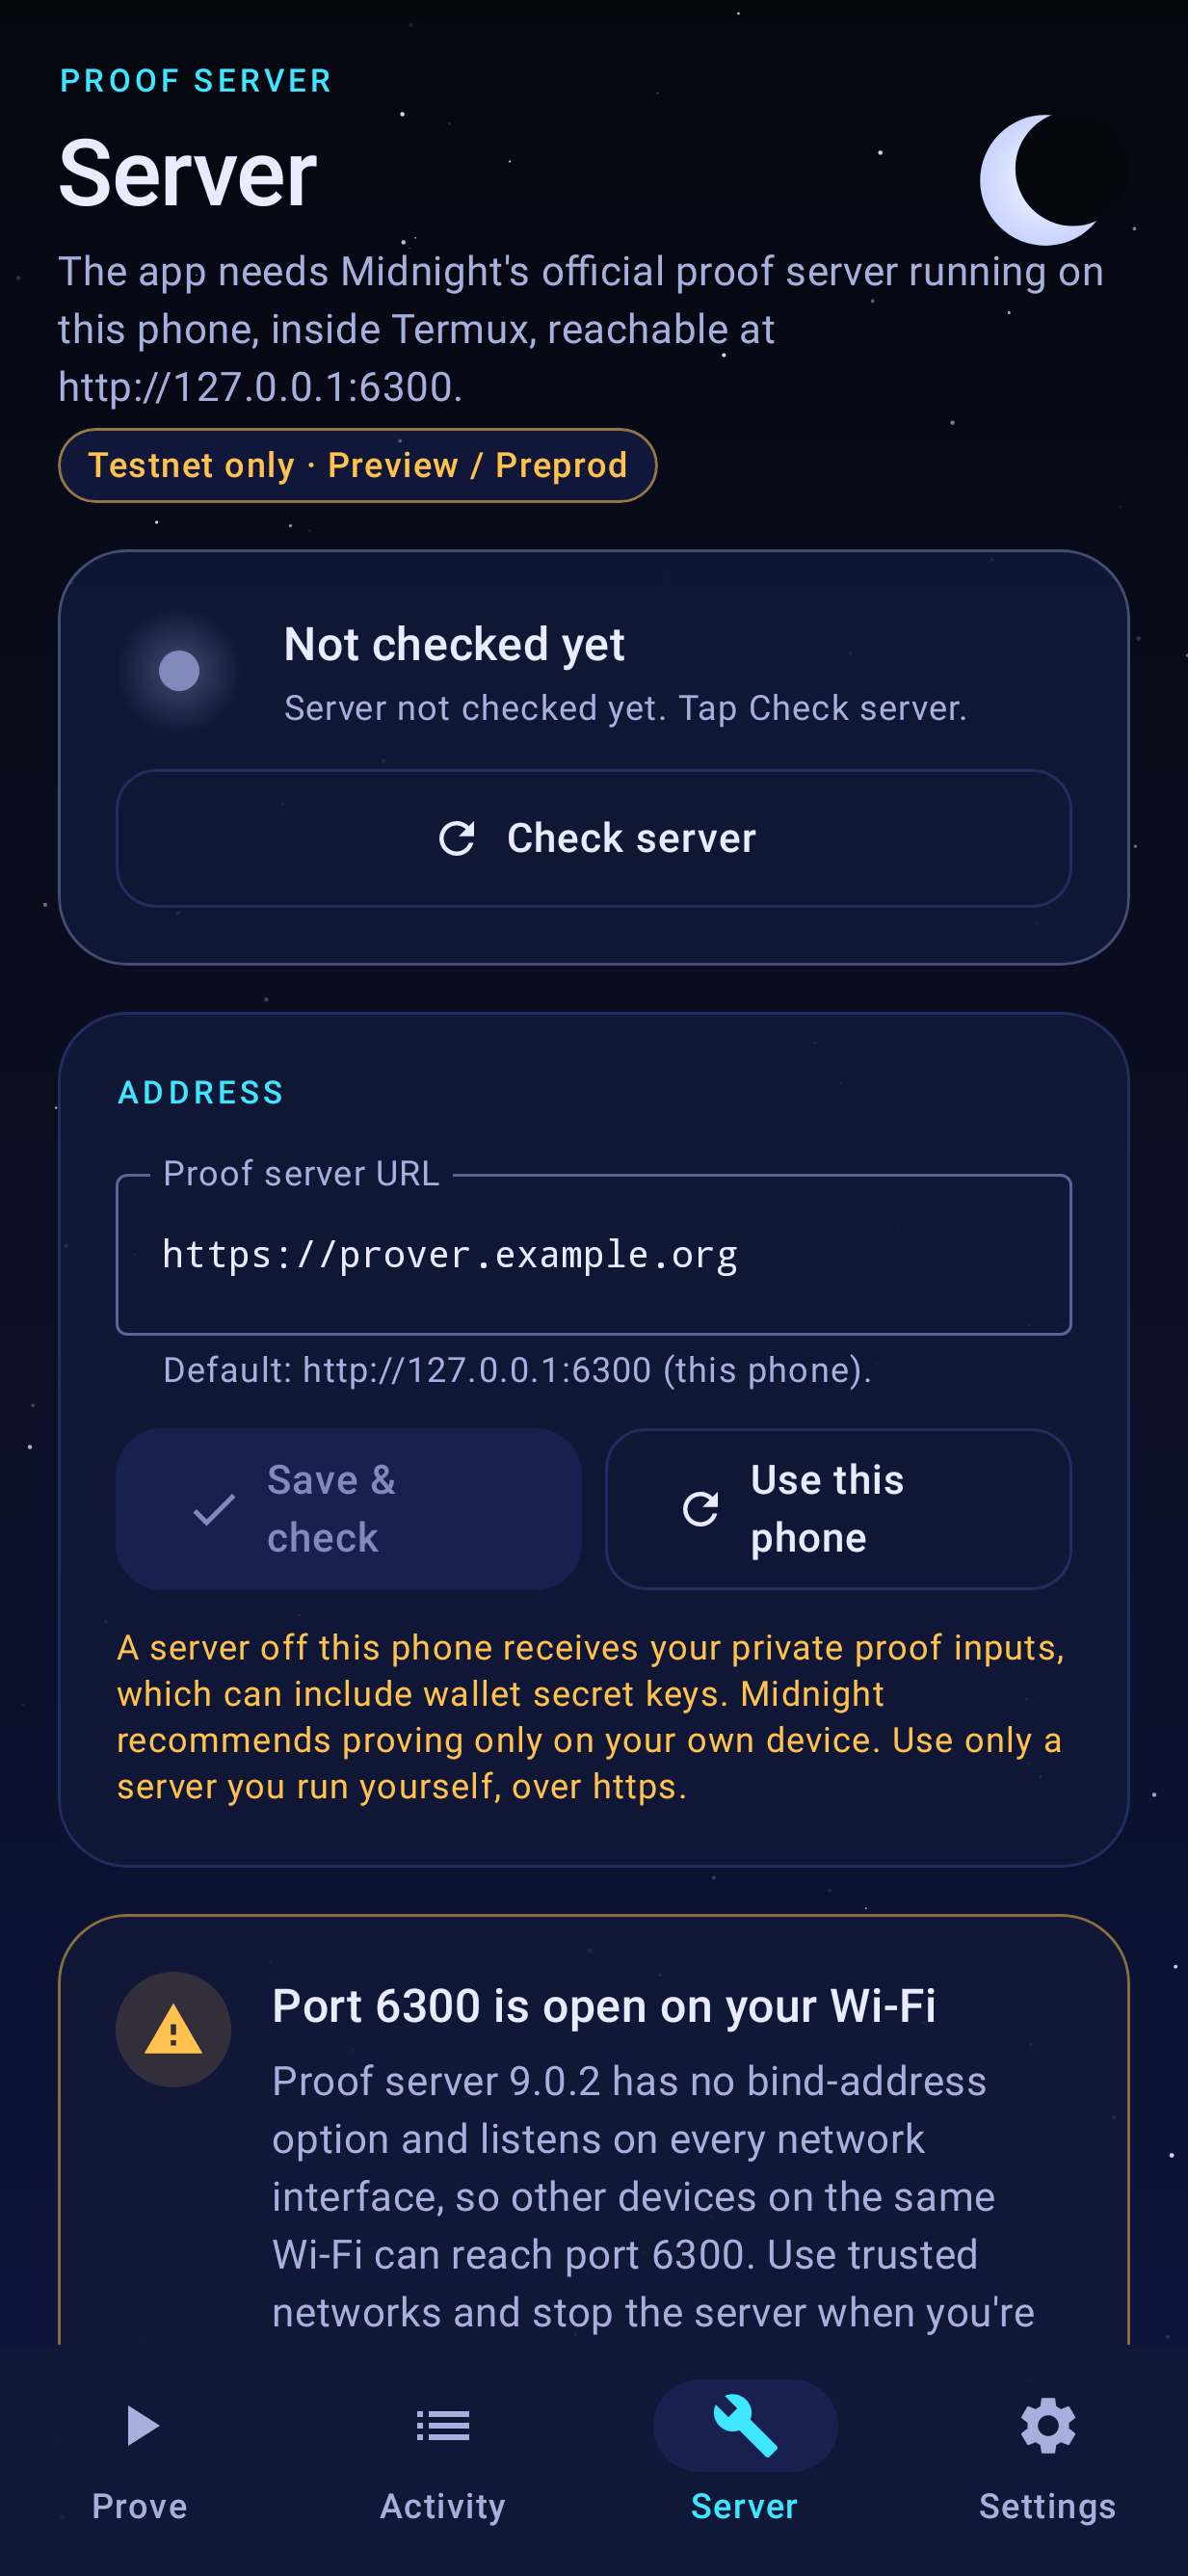 PROOF SERVER
Server
The app needs Midnight's official proof server running on
this phone, inside Termux, reachable at
http://127.0.0.1:6300.
Testnet only · Preview / Preprod
Not checked yet
Server not checked yet. Tap Check server.
Check server
ADDRESS
Proof server URL
https://prover.example.org
Default: http://127.0.0.1:6300 (this phone).
Save &
check
Use this
phone
A server off this phone receives your private proof inputs,
which can include wallet secret keys. Midnight
recommends proving only on your own device. Use only a
server you run yourself, over https.
Port 6300 is open on your Wi-Fi
Proof server 9.0.2 has no bind-address
option and listens on every network
interface, so other devices on the same
Wi-Fi can reach port 6300. Use trusted
networks and stop the server when you're
Prove
Activity
Server
Settings